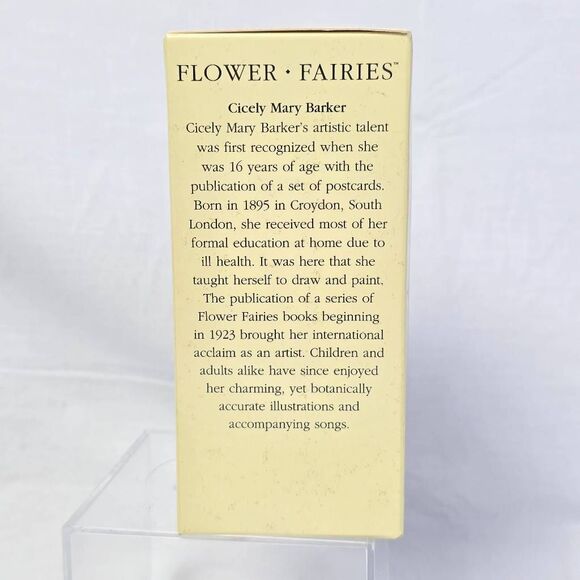 FLOWER · FAIRIES™
Cicely Mary Barker
Cicely Mary Barker's artistic talent
was first recognized when she
was 16 years of age with the
publication of a set of postcards.
Born in 1895 in Croydon, South
London, she received most of her
formal education at home due to
ill health. It was here that she
taught herself to draw and paint.
The publication of a series of
Flower Fairies books beginning
in 1923 brought her international
acclaim as an artist. Children and
adults alike have since enjoyed
her charming, yet botanically
accurate illustrations and
accompanying songs.